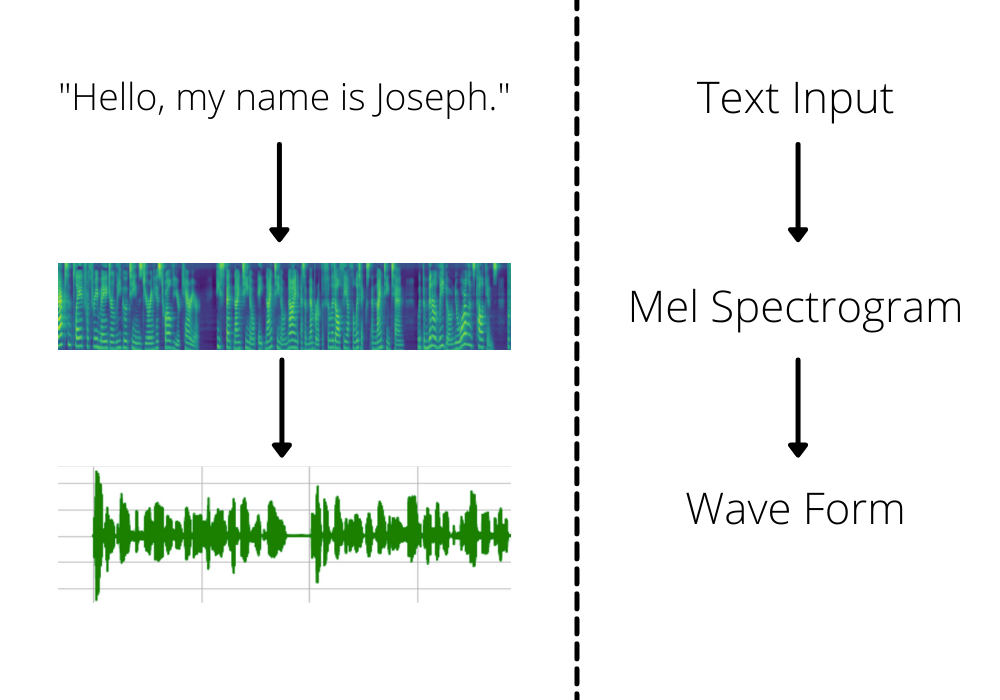 "Hello, my name is Joseph."
Text Input
Mel Spectrogram
Wave Form